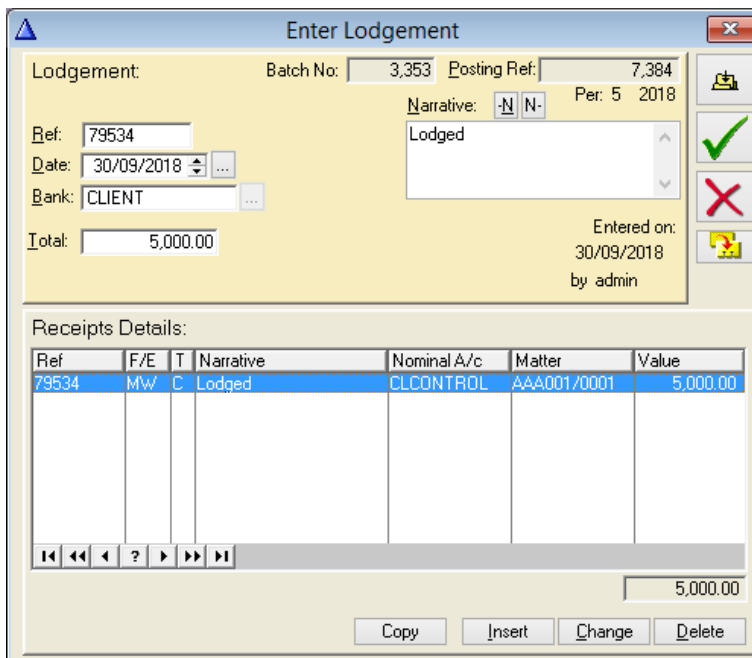 Enter Lodgement
Lodgement: Batch No: 3,353 Posting Ref: 7,384
Narrative: -N N- Per: 5 2018
Ref: 79534 Lodged
Date: 30/09/2018 ...
Bank: CLIENT ...
Total: 5,000.00
Entered on:
30/09/2018
by admin
Receipts Details:
Ref F/E T Narrative Nominal A/c Matter Value
79534 MW C Lodged CLCONTROL AAA001/0001 5,000.00
?
5,000.00
Copy Insert Change Delete